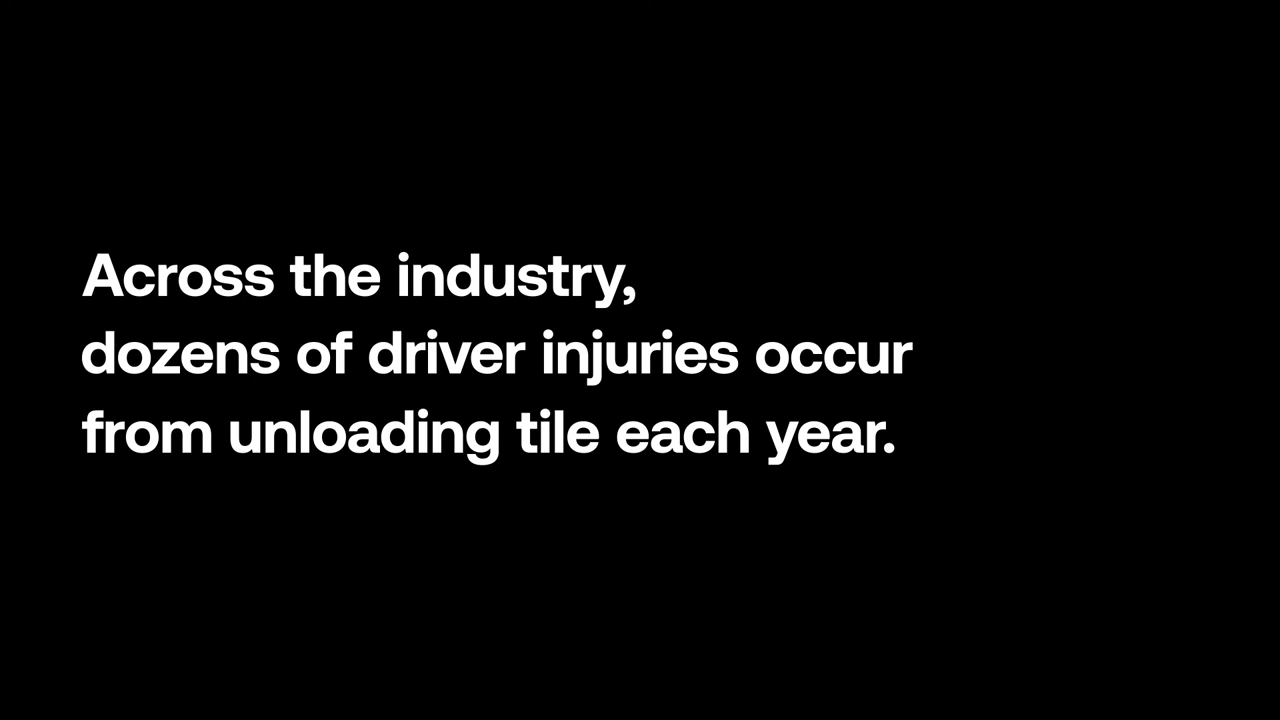 Across the industry,
dozens of driver injuries occur
from unloading tile each year.